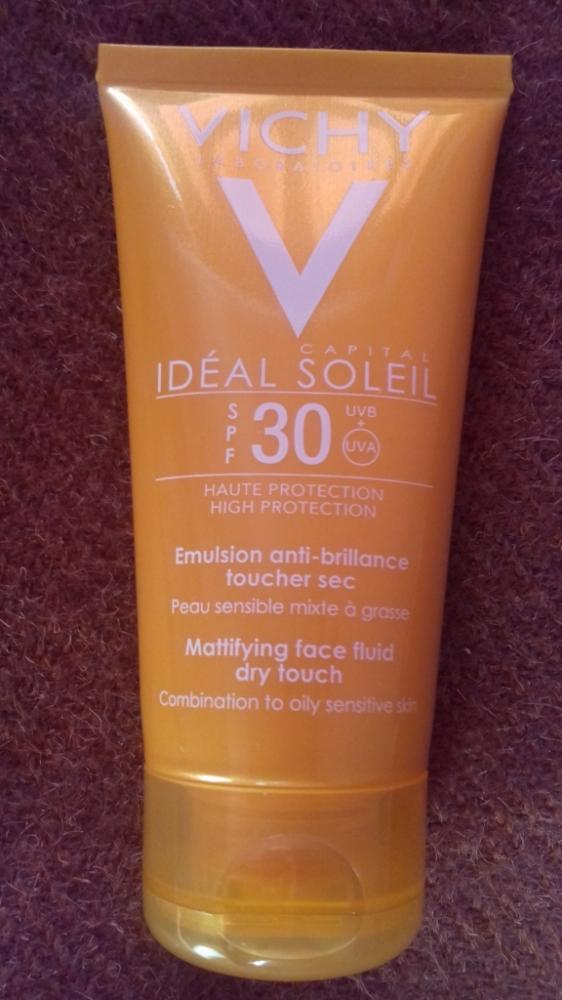 VICHY
LABORATOIRES
V
CAPITAL
IDÉAL SOLEIL
SPF 30 UVB + UVA
HAUTE PROTECTION
HIGH PROTECTION
Emulsion anti-brillance
toucher sec
Peau sensible mixte à grasse
Mattifying face fluid
dry touch
Combination to oily sensitive skin